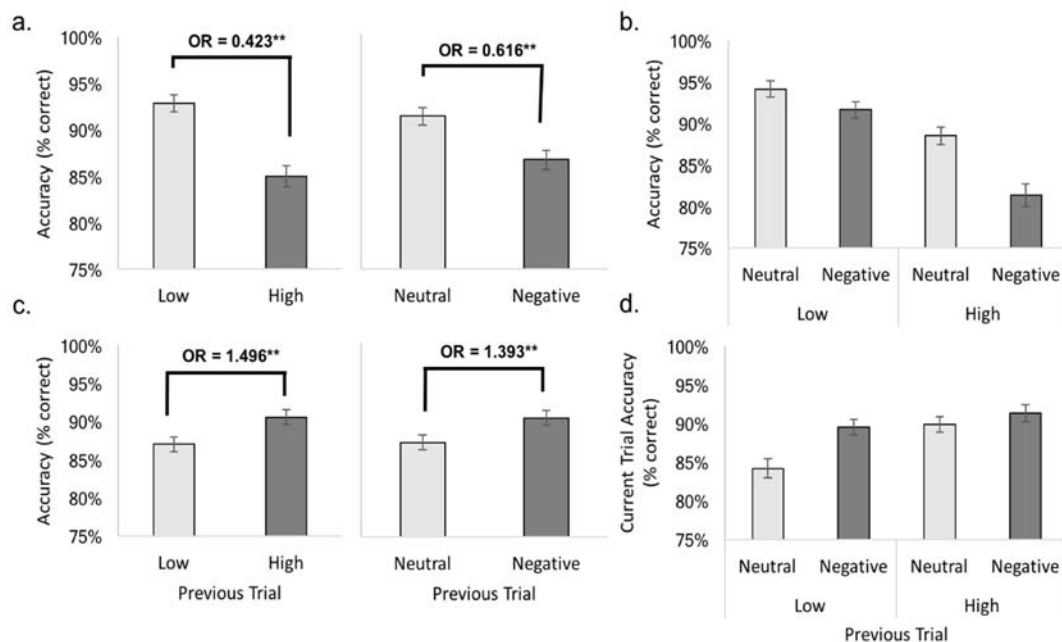 a.
OR = 0.423**
OR = 0.616**
Accuracy (% correct)
100%
95%
90%
85%
80%
75%
Low
High
Neutral
Negative
b.
Accuracy (% correct)
100%
95%
90%
85%
80%
75%
Neutral
Negative
Neutral
Negative
Low
High
c.
OR = 1.496**
OR = 1.393**
Accuracy (% correct)
100%
95%
90%
85%
80%
75%
Low
High
Neutral
Negative
Previous Trial
Previous Trial
d.
Current Trial Accuracy
(% correct)
100%
95%
90%
85%
80%
75%
Neutral
Negative
Neutral
Negative
Low
High
Previous Trial